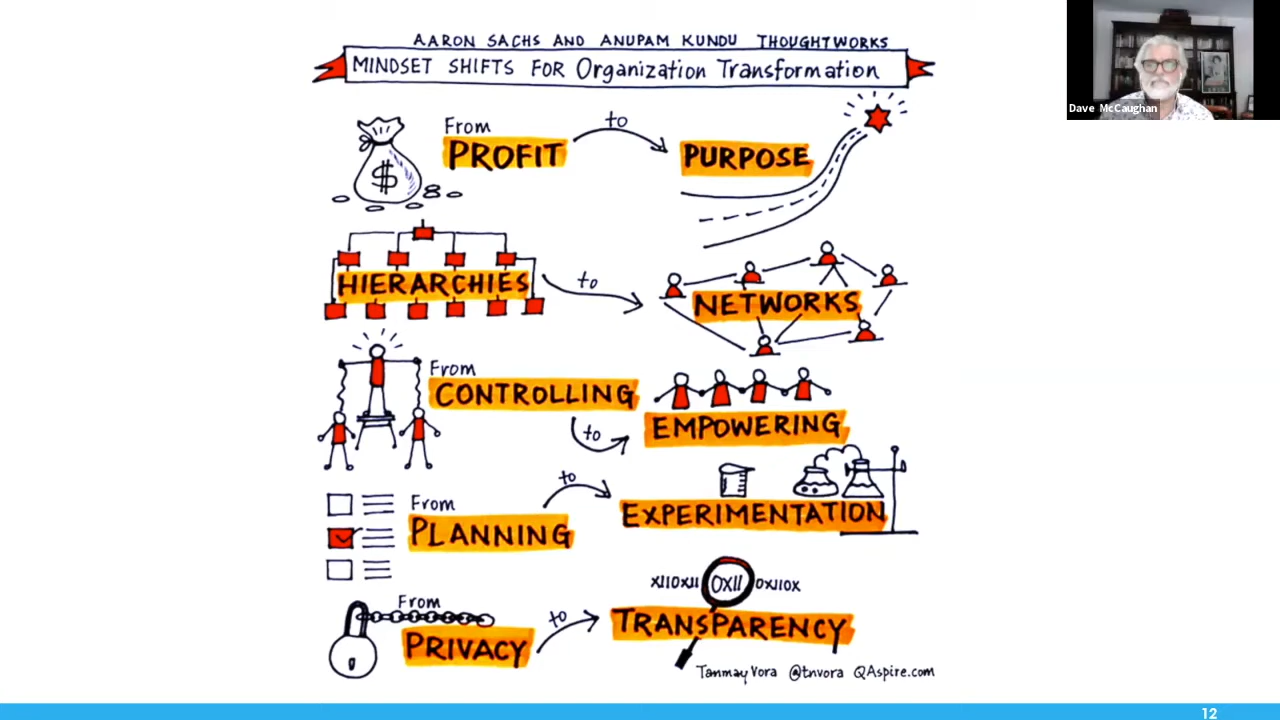 AARON SACHS AND ANUPAM KUNDU THOUGHTWORKS
MINDSET SHIFTS FOR Organization Transformation
Dave McCaughan
From
PROFIT
to
PURPOSE
$
HIERARCHIES
to
NETWORKS
From
CONTROLLING
to
EMPOWERING
From
PLANNING
to
EXPERIMENTATION
From
PRIVACY
to
X110X11 0X11 0X110X
TRANSPARENCY
Tanmay Vora @tnvora QAspire.com
12